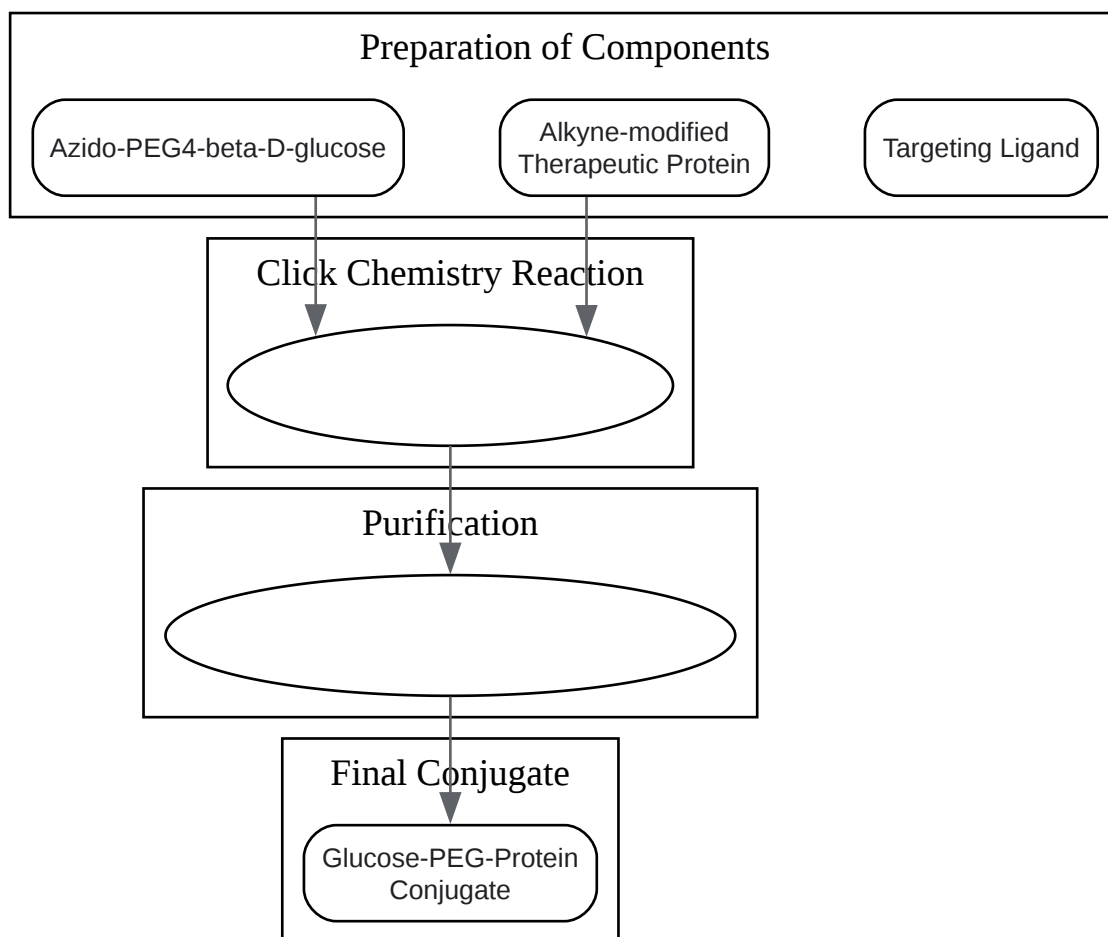 Preparation of Components
Azido-PEG4-beta-D-glucose
Alkyne-modified
Therapeutic Protein
Targeting Ligand
Click Chemistry Reaction
Purification
Final Conjugate
Glucose-PEG-Protein
Conjugate